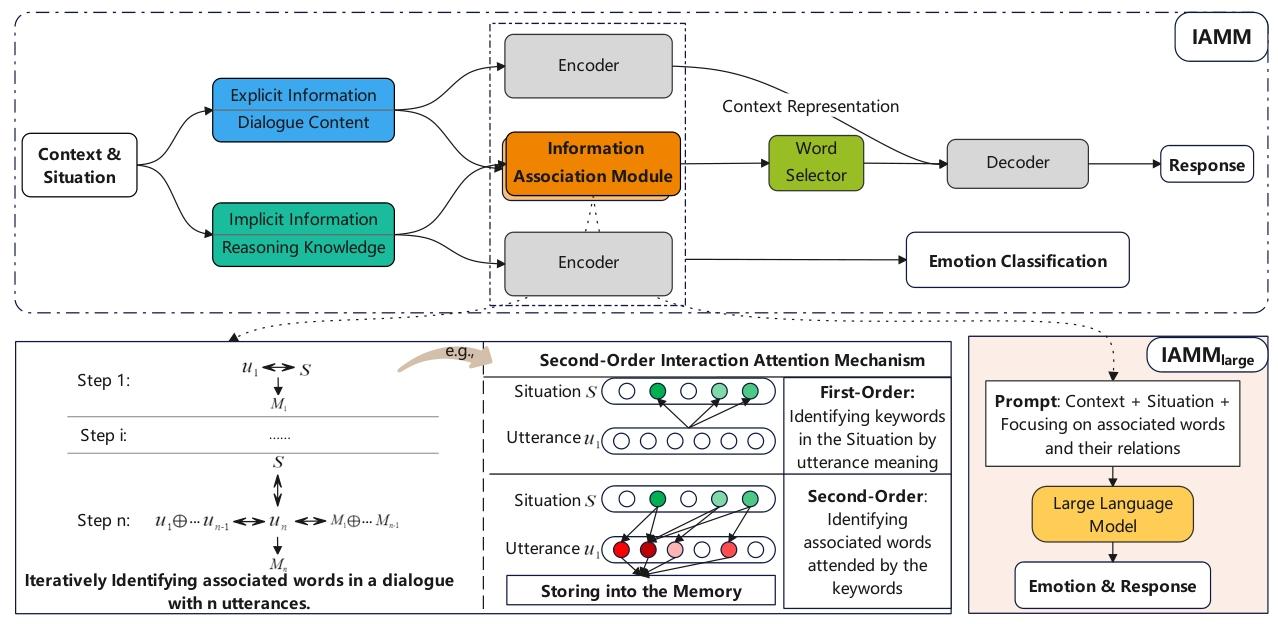 IAMM
Encoder
Explicit Information
Dialogue Content
Context Representation
Context &
Situation
Information
Association Module
Word
Selector
Decoder
Response
Implicit Information
Reasoning Knowledge
Encoder
Emotion Classification
Step 1:
u1 S
M1
Step i:
......
S
Step n:
u1⊕··· un-1 un M1⊕··· Mn-1
Mn
Iteratively Identifying associated words in a dialogue
with n utterances.
e.g.,
Second-Order Interaction Attention Mechanism
Situation S
Utterance u1
First-Order:
Identifying keywords
in the Situation by
utterance meaning
Situation S
Utterance u1
Storing into the Memory
Second-Order:
Identifying
associated words
attended by the
keywords
IAMMlarge
Prompt: Context + Situation +
Focusing on associated words
and their relations
Large Language
Model
Emotion & Response